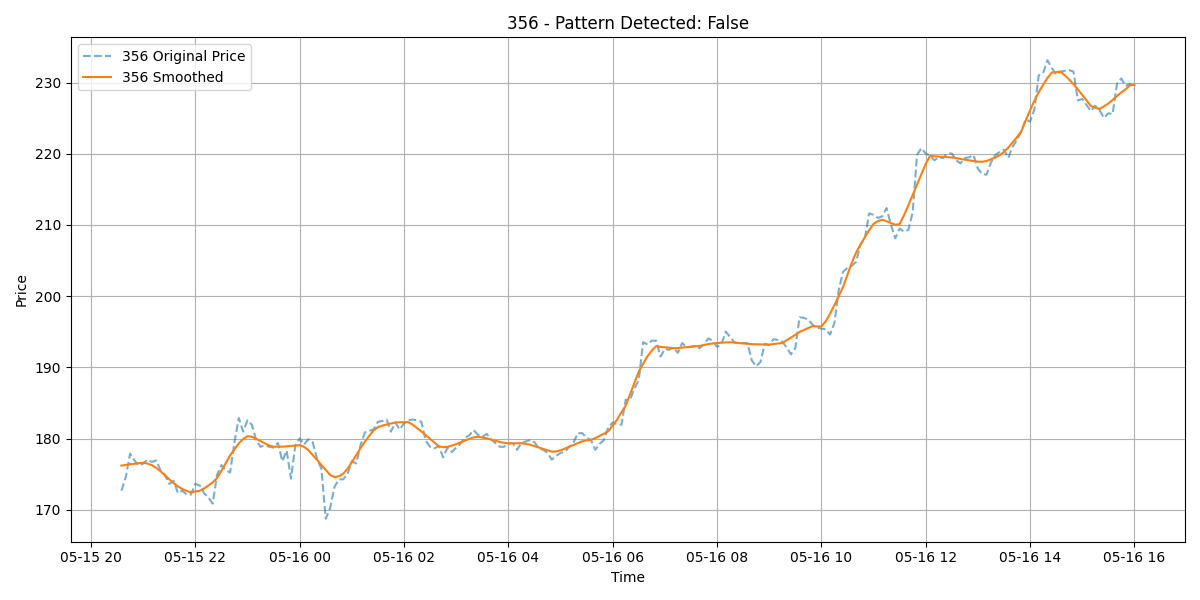 356 - Pattern Detected: False
356 Original Price
356 Smoothed
Price
230
220
210
200
190
180
170
05-15 20 05-15 22 05-16 00 05-16 02 05-16 04 05-16 06 05-16 08 05-16 10 05-16 12 05-16 14 05-16 16
Time